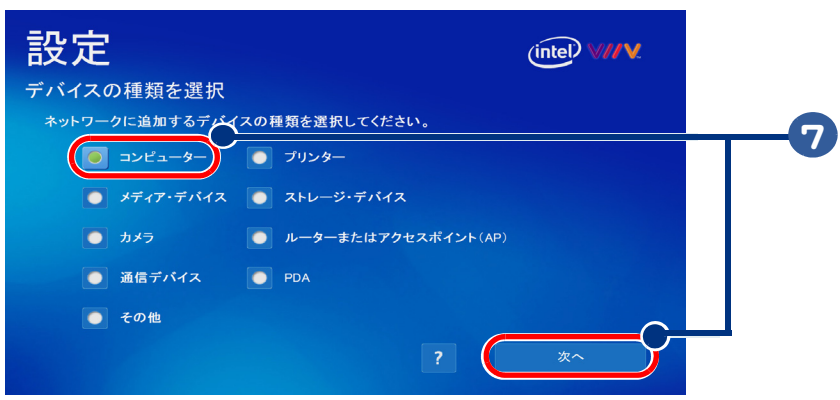 設定
intel VIIV
デバイスの種類を選択
ネットワークに追加するデバイスの種類を選択してください。
7
コンピューター プリンター
メディア・デバイス ストレージ・デバイス
カメラ ルーターまたはアクセスポイント(AP)
通信デバイス PDA
その他
? 次へ